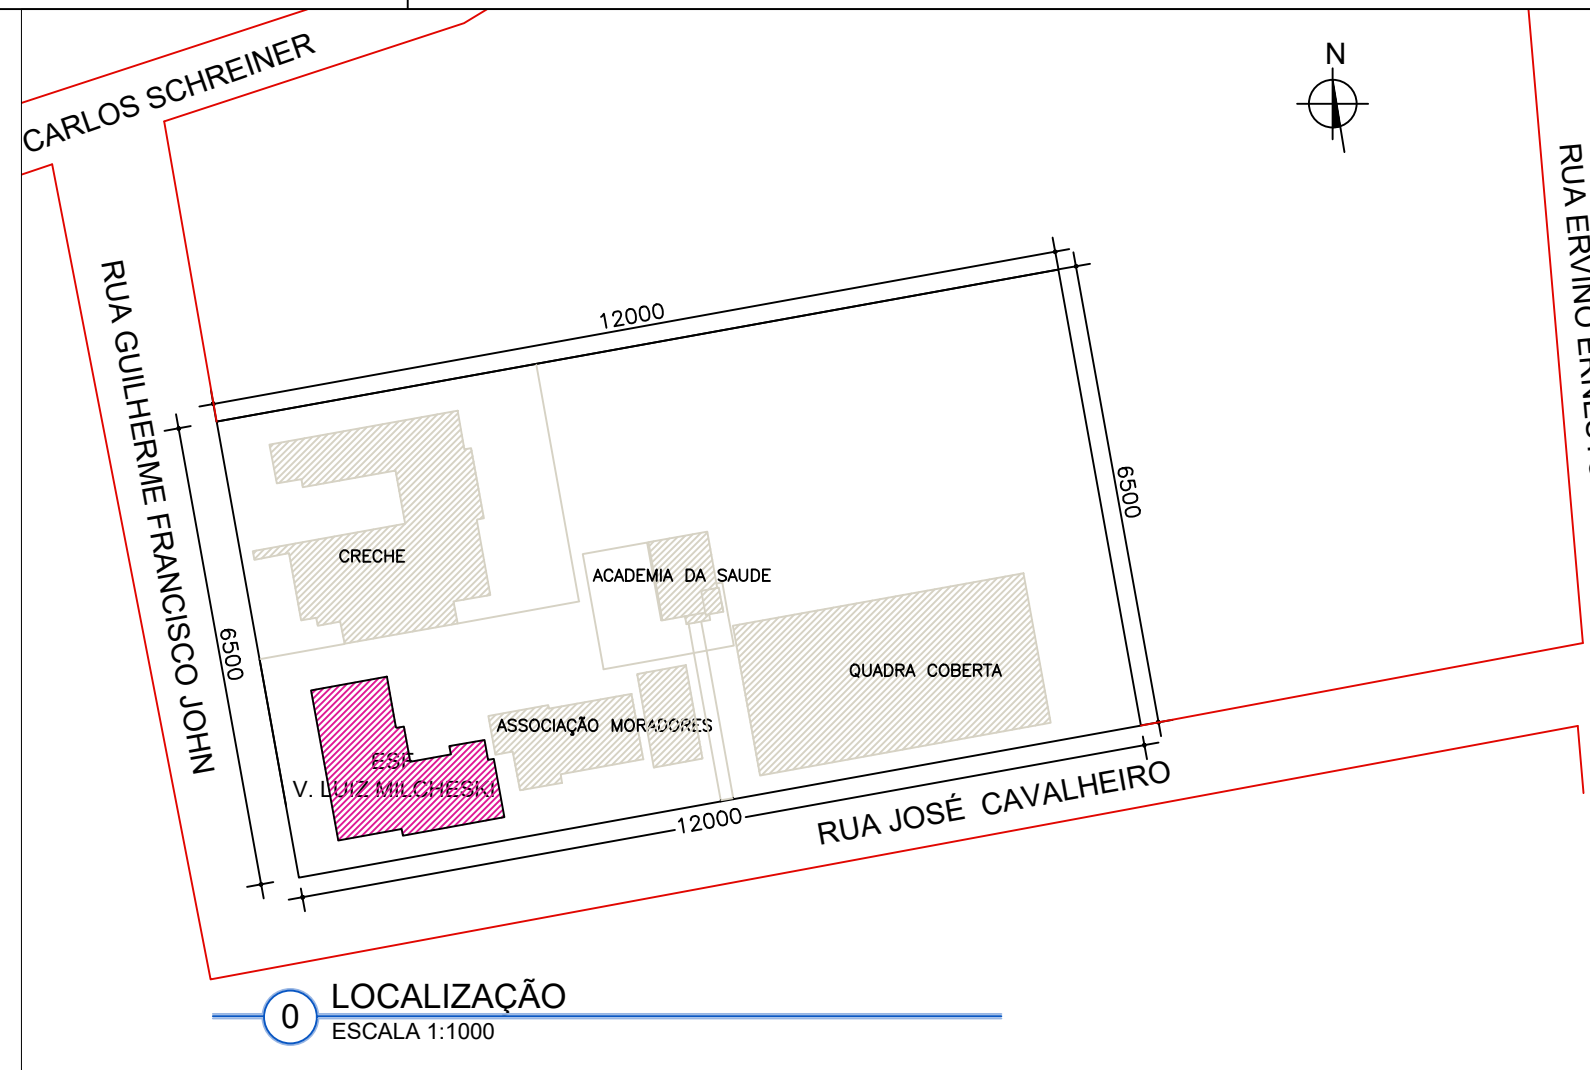 CARLOS SCHREINER
N
RUA ERVINO
RUA GUILHERME FRANCISCO JOHN
12000
6500
CRECHE
ACADEMIA DA SAUDE
6500
QUADRA COBERTA
ASSOCIAÇÃO MORADORES
ESF
V. LUIZ MILCHESKI
12000
RUA JOSÉ CAVALHEIRO
0
LOCALIZAÇÃO
ESCALA 1:1000